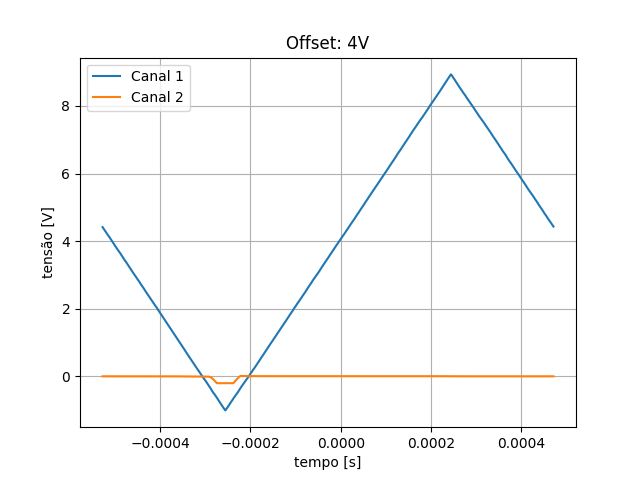 Offset: 4V
Canal 1
Canal 2
tensão [V]
8
6
4
2
0
−0.0004 −0.0002 0.0000 0.0002 0.0004
tempo [s]